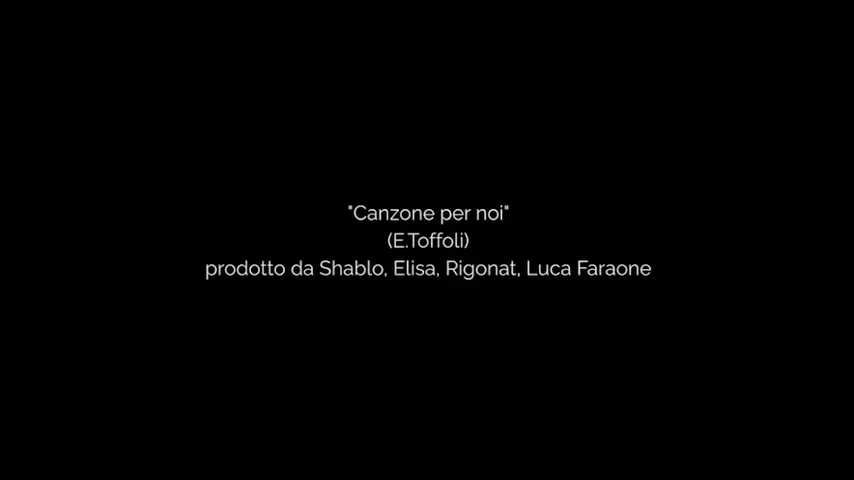 "Canzone per noi"
(E.Toffoli)
prodotto da Shablo, Elisa, Rigonat, Luca Faraone